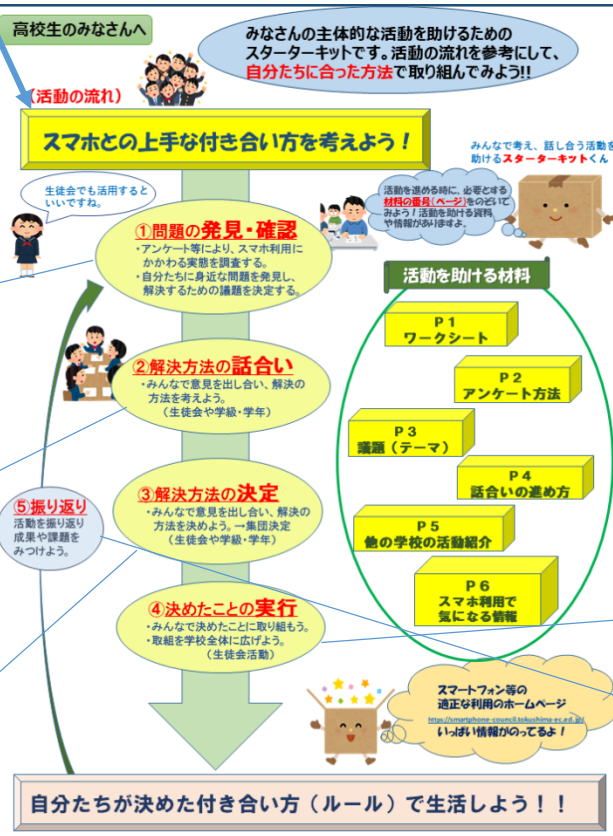 高校生のみなさんへ
みなさんの主体的な活動を助けるための
スターターキットです。活動の流れを参考にして、
自分たちに合った方法で取り組んでみよう!!
(活動の流れ)
スマホとの上手な付き合い方を考えよう！
みんなで考え、話し合う活動を
助けるスターターキットくん
生徒会でも活用すると
いいですね。
活動を進める時に、必要とする
材料の番号(ページ)をのぞいて
みよう！活動を助ける資料
や情報がありますよ。
①問題の発見・確認
・アンケート等により、スマホ利用に
かかわる実態を調査する。
・自分たちに身近な問題を発見し、
解決するための議題を決定する。
②解決方法の話合い
・みんなで意見を出し合い、解決の
方法を考えよう。
（生徒会や学級・学年）
③解決方法の決定
・みんなで意見を出し合い、解決の
方法を決めよう。→集団決定
（生徒会や学級・学年）
④決めたことの実行
・みんなで決めたことに取り組もう。
・取組を学校全体に広げよう。
（生徒会活動）
⑤振り返り
活動を振り返り
成果や課題を
みつけよう。
活動を助ける材料
P1
ワークシート
P2
アンケート方法
P3
議題（テーマ）
P4
話合いの進め方
P5
他の学校の活動紹介
P6
スマホ利用で
気になる情報
スマートフォン等の
適正な利用のホームページ
https://smartphone-council.tokushima-ec.ed.jp/
いっぱい情報がのってるよ！
自分たちが決めた付き合い方（ルール）で生活しよう！！